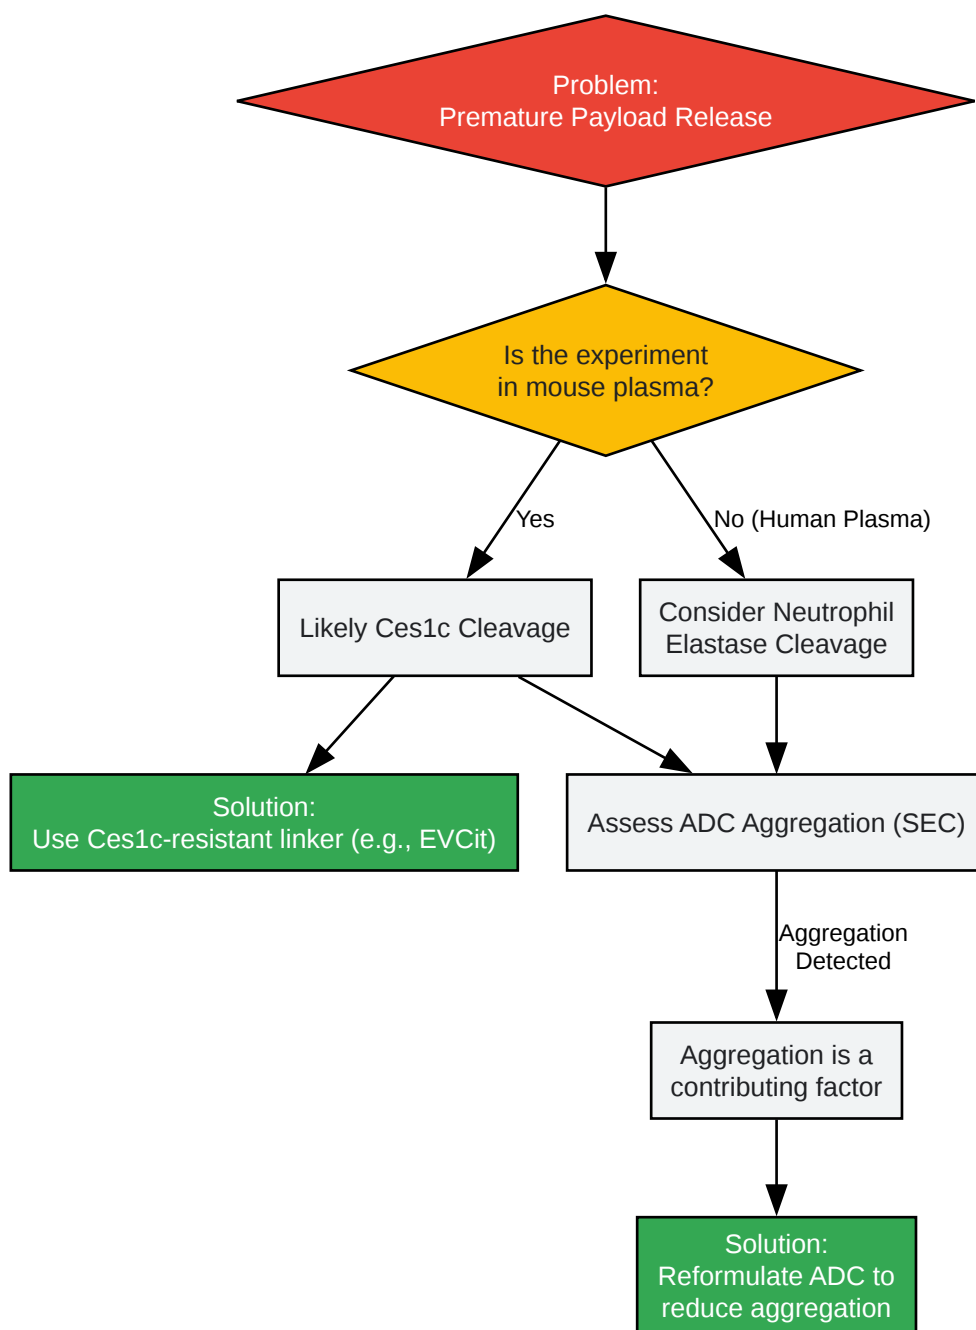 Problem:
Premature Payload Release
Is the experiment
in mouse plasma?
Yes
No (Human Plasma)
Likely Ces1c Cleavage
Consider Neutrophil
Elastase Cleavage
Solution:
Use Ces1c-resistant linker (e.g., EVCit)
Assess ADC Aggregation (SEC)
Aggregation
Detected
Aggregation is a
contributing factor
Solution:
Reformulate ADC to
reduce aggregation